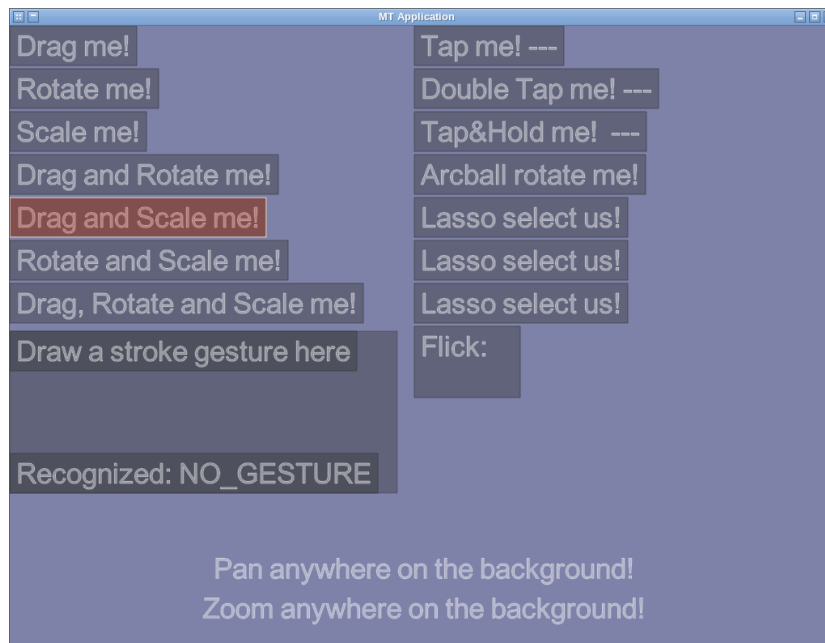 MT Application
Drag me!
Rotate me!
Scale me!
Drag and Rotate me!
Drag and Scale me!
Rotate and Scale me!
Drag, Rotate and Scale me!
Draw a stroke gesture here
Recognized: NO_GESTURE
Tap me! ---
Double Tap me! ---
Tap&Hold me! ---
Arcball rotate me!
Lasso select us!
Lasso select us!
Lasso select us!
Flick:
Pan anywhere on the background!
Zoom anywhere on the background!